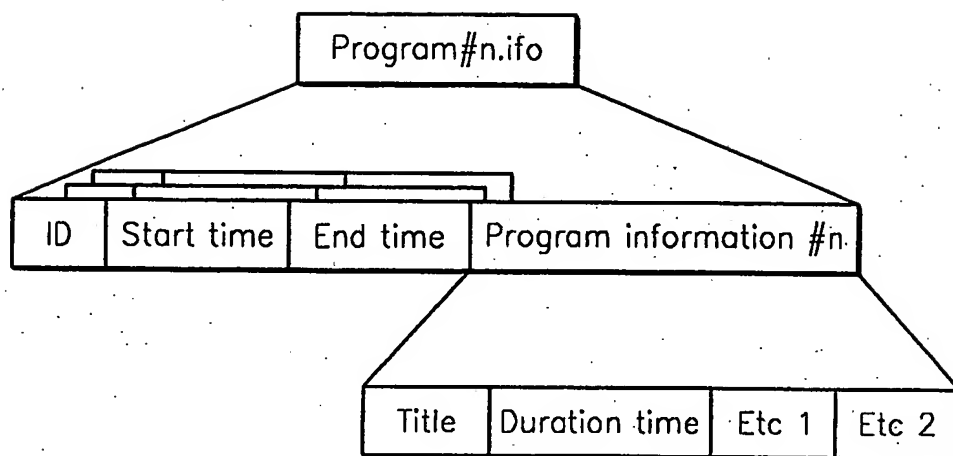 Program#n.ifo
ID Start time End time Program information #n
Title Duration time Etc 1 Etc 2